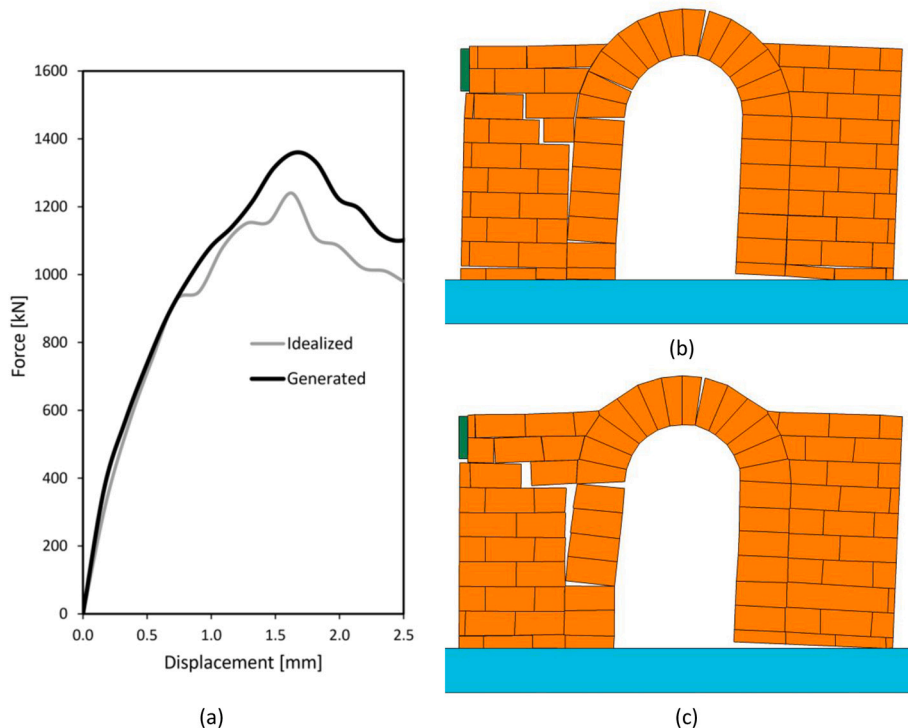 1600
1400
1200
1000
800
600
400
200
0
Force [kN]
Idealized
Generated
0.0 0.5 1.0 1.5 2.0 2.5
Displacement [mm]
(a)
(b)
(c)